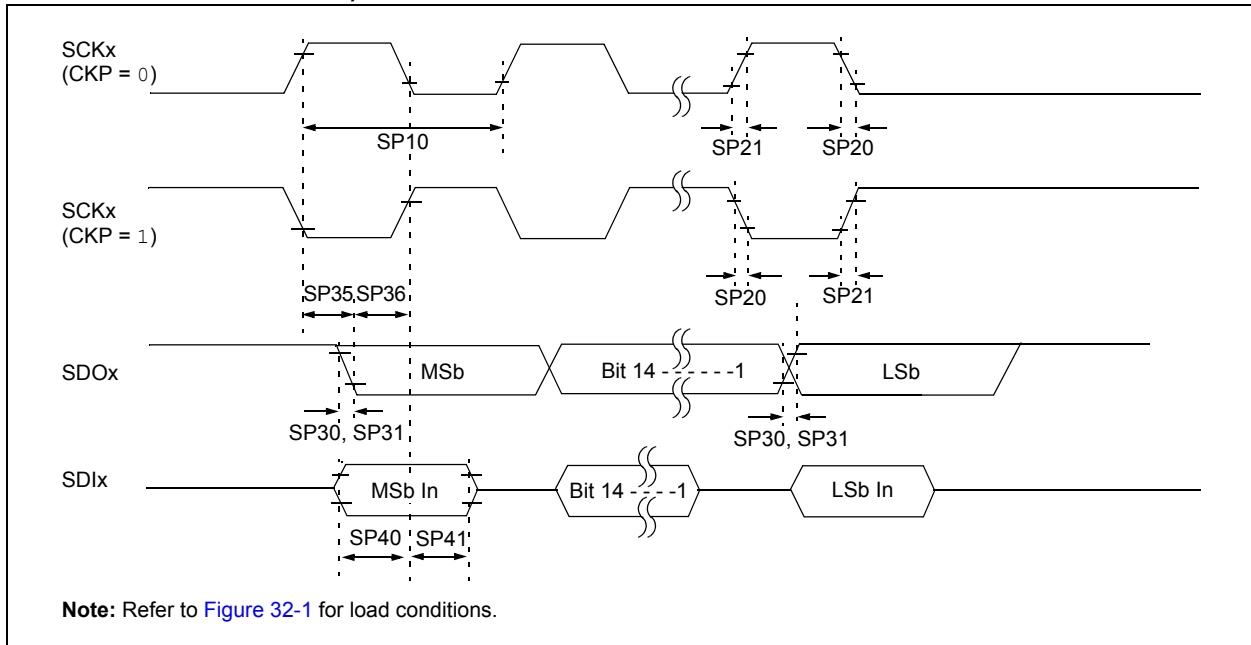 SCKx
(CKP = 0)
SP10
SP21
SP20
SCKx
(CKP = 1)
SP35
SP36
SP20
SP21
SDOx
MSb
Bit 14 - - - - - -1
LSb
SP30, SP31
SP30, SP31
SDIx
MSb In
Bit 14 - - - -1
LSb In
SP40
SP41
Note: Refer to Figure 32-1 for load conditions.